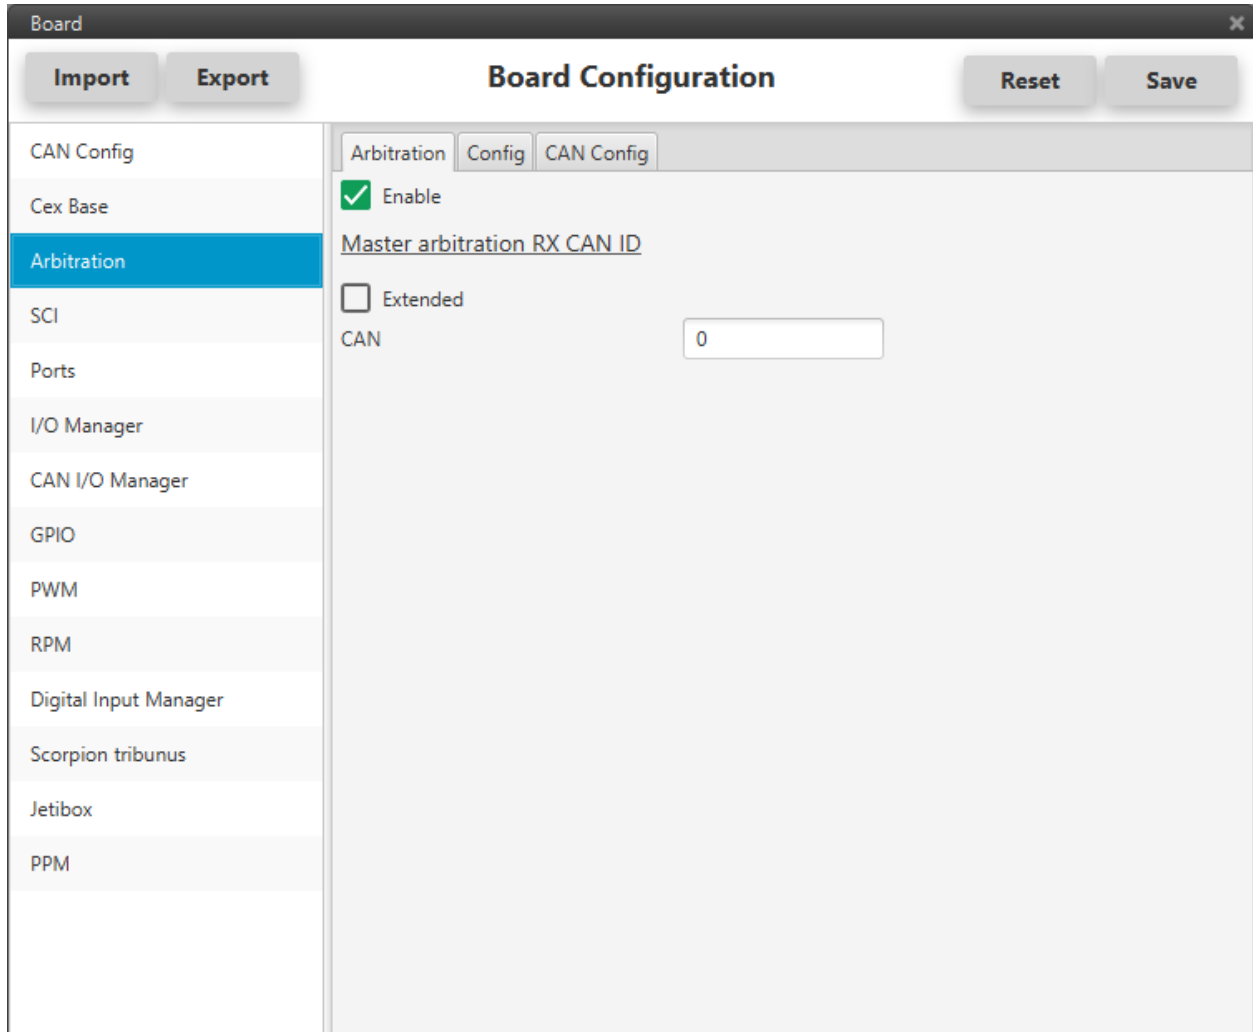 Board
Import Export Board Configuration Reset Save
CAN Config
Cex Base
Arbitration
SCI
Ports
I/O Manager
CAN I/O Manager
GPIO
PWM
RPM
Digital Input Manager
Scorpion tribunus
Jetibox
PPM
Arbitration Config CAN Config
Enable
Master arbitration RX CAN ID
Extended
CAN 0